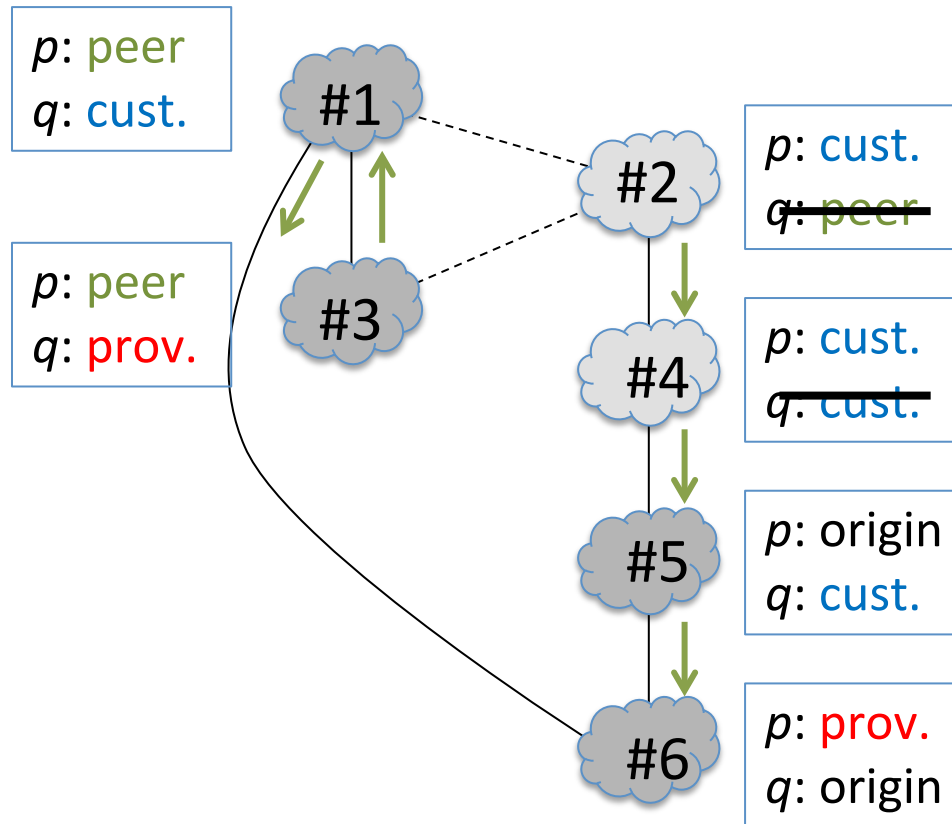 p: peer
q: cust.
#1
#2
p: cust.
q: peer
p: peer
q: prov.
#3
p: cust.
q: cust.
#4
p: origin
q: cust.
#5
p: prov.
q: origin
#6